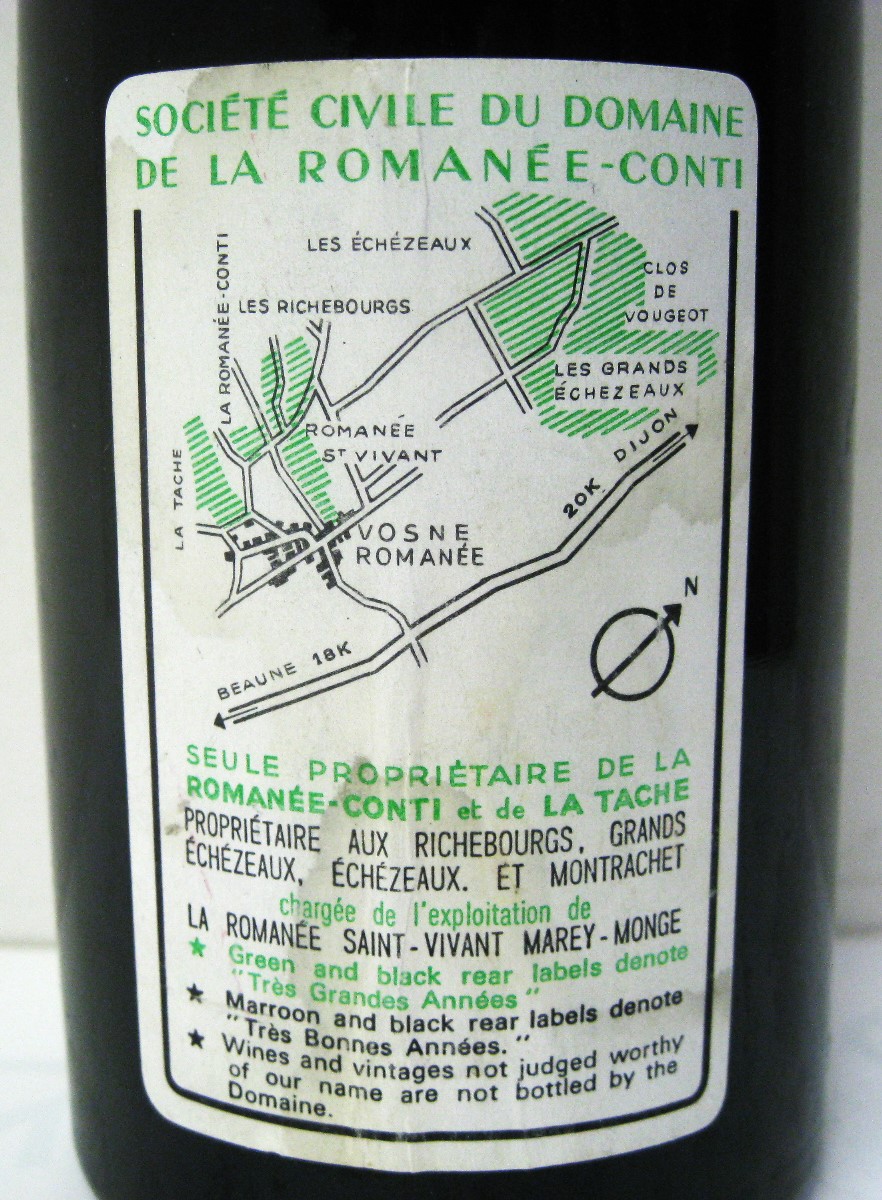 SOCIÉTÉ CIVILE DU DOMAINE
DE LA ROMANÉE-CONTI
LES ÉCHÉZEAUX
LA ROMANÉE-CONTI
LES RICHEBOURGS
CLOS
DE
VOUGEOT
LES GRANDS
ÉCHEZEAUX
ROMANÉE
ST VIVANT
LA TACHE
20K DIJON
VOSNE
ROMANÉE
N
BEAUNE 18K
SEULE PROPRIÉTAIRE DE LA
ROMANÉE-CONTI et de LA TACHE
PROPRIÉTAIRE AUX RICHEBOURGS, GRANDS
ÉCHÉZEAUX, ÉCHÉZEAUX. ET MONTRACHET
chargée de l'exploitation de
LA ROMANÉE SAINT-VIVANT MAREY-MONGE
★ Green and black rear labels denote
"Très Grandes Années"
★ Marroon and black rear labels denote
"Très Bonnes Années."
★ Wines and vintages not judged worthy
of our name are not bottled by the
Domaine.